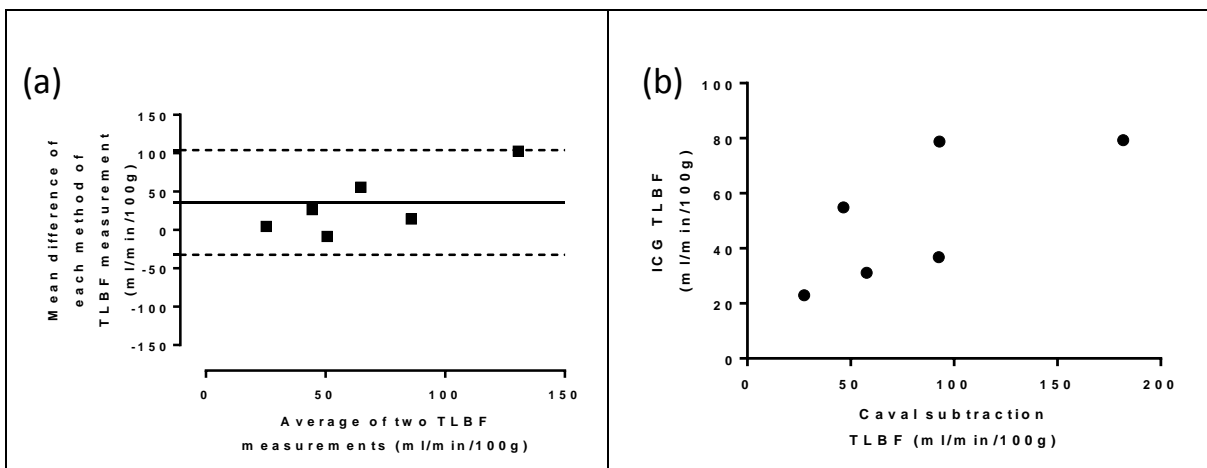 (a)
Mean difference of
each method of
TLBF measurement
(ml/min/100g)
150
100
50
0
-50
-100
-150
0 50 100 150
Average of two TLBF
measurements (ml/min/100g)
(b)
ICG TLBF
(ml/min/100g)
100
80
60
40
20
0
0 50 100 150 200
Caval subtraction
TLBF (ml/min/100g)